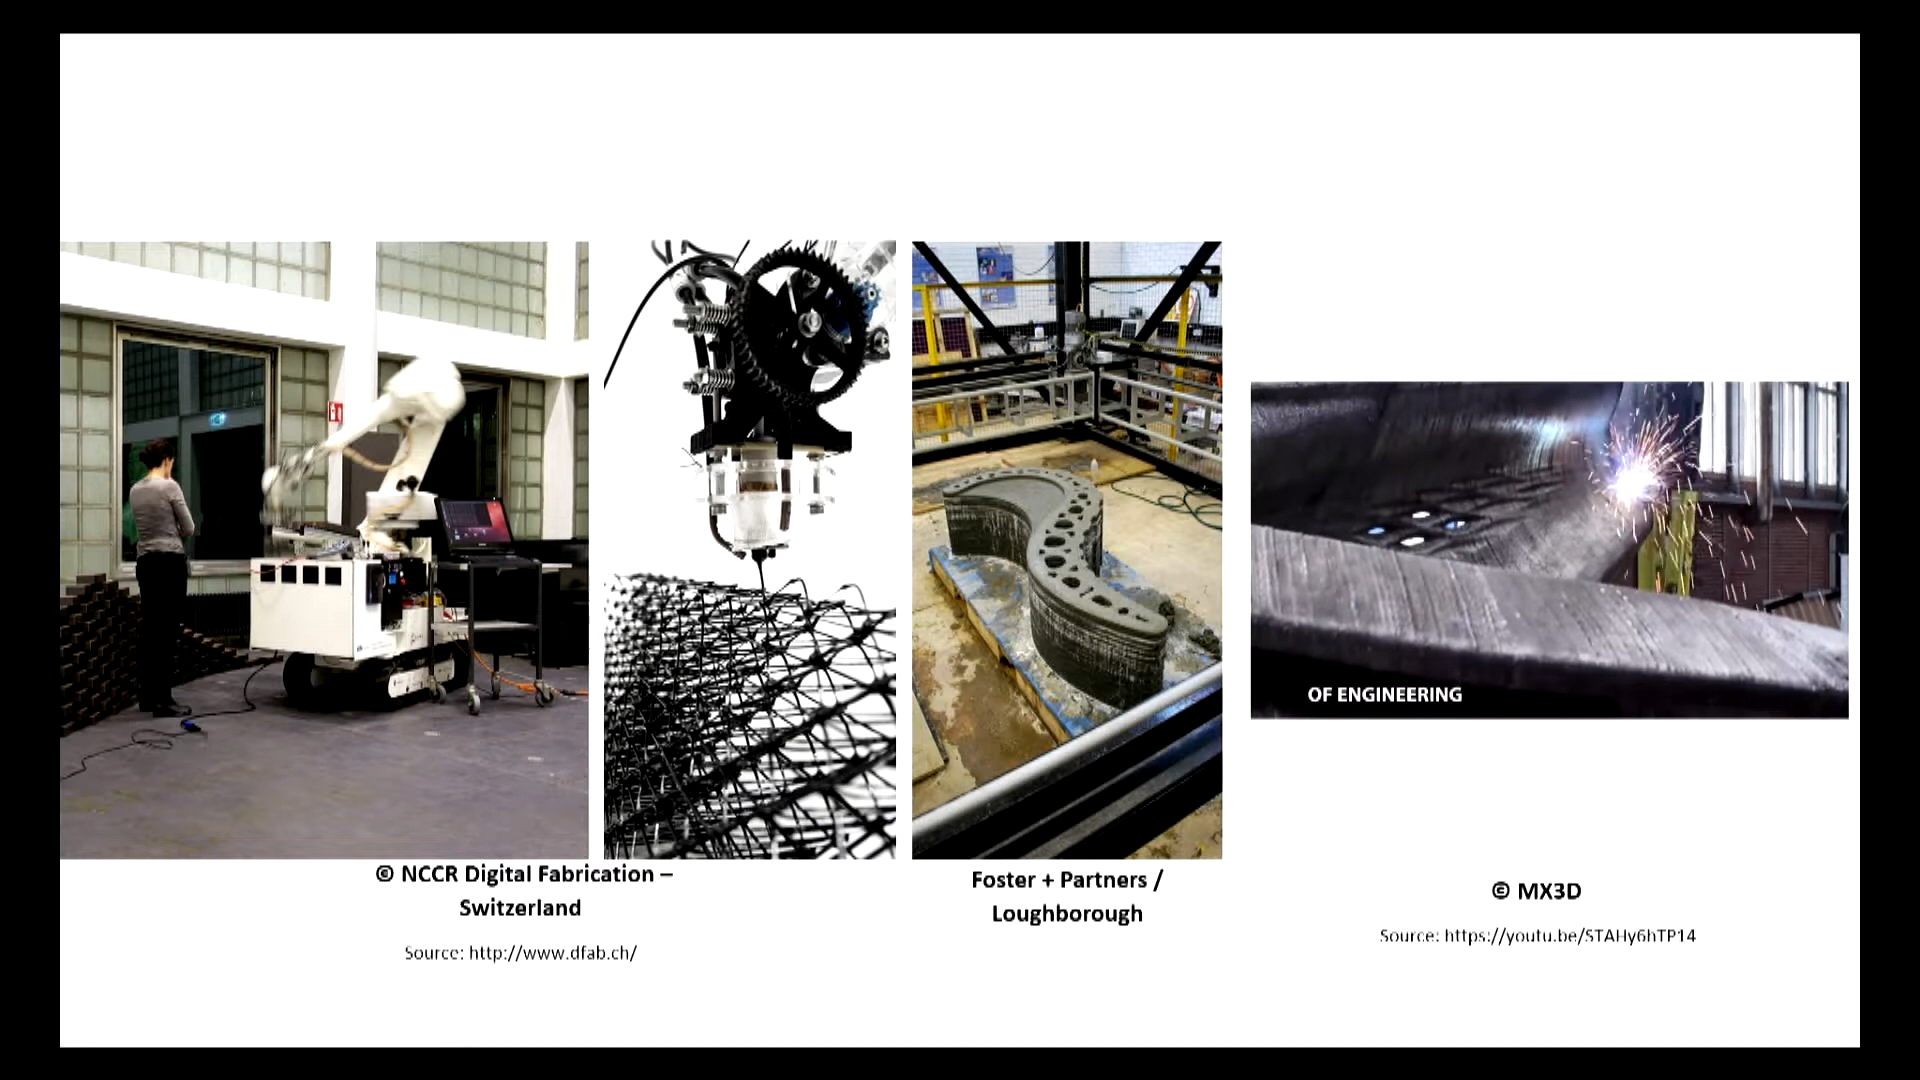 OF ENGINEERING
© NCCR Digital Fabrication –
Switzerland
Source: http://www.dfab.ch/
Foster + Partners /
Loughborough
© MX3D
Source: https://youtu.be/STAHy6hTP14